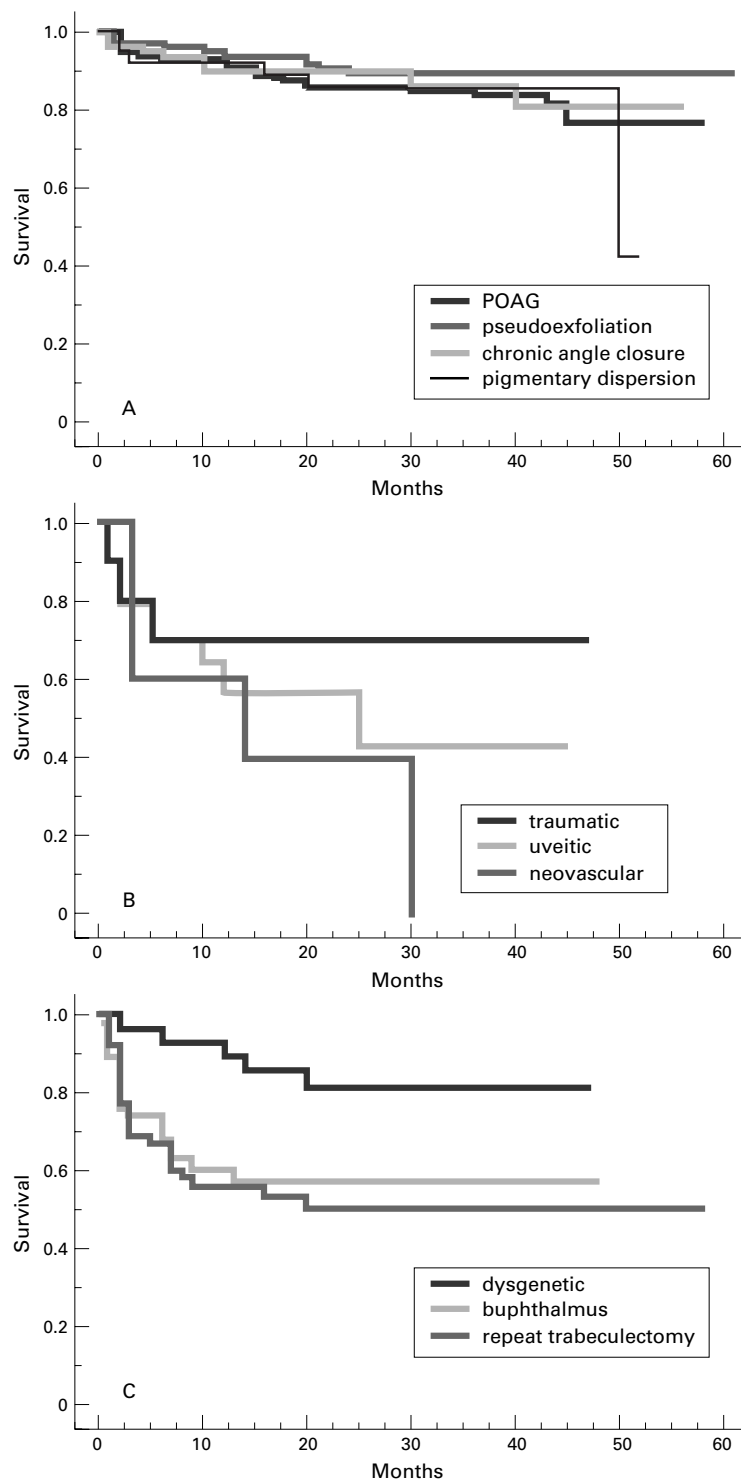 1.0
0.8
0.6
0.4
0.2
0
Survival
POAG
pseudoexfoliation
chronic angle closure
pigmentary dispersion
A
0 10 20 30 40 50 60
Months
1.0
0.8
0.6
0.4
0.2
0
Survival
traumatic
uveitic
neovascular
B
0 10 20 30 40 50 60
Months
1.0
0.8
0.6
0.4
0.2
0
Survival
dysgenetic
buphthalmus
repeat trabeculectomy
C
0 10 20 30 40 50 60
Months